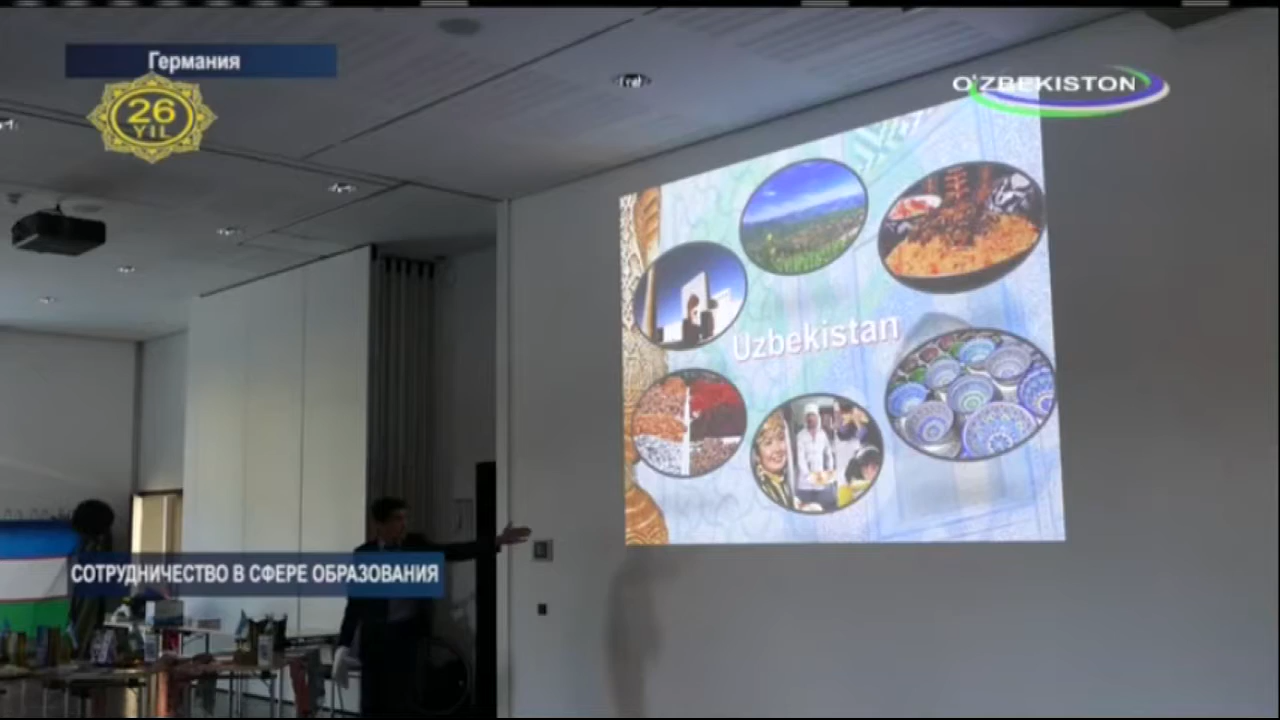 Германия
26
YIL
O'ZBEKISTON
Uzbekistan
СОТРУДНИЧЕСТВО В СФЕРЕ ОБРАЗОВАНИЯ